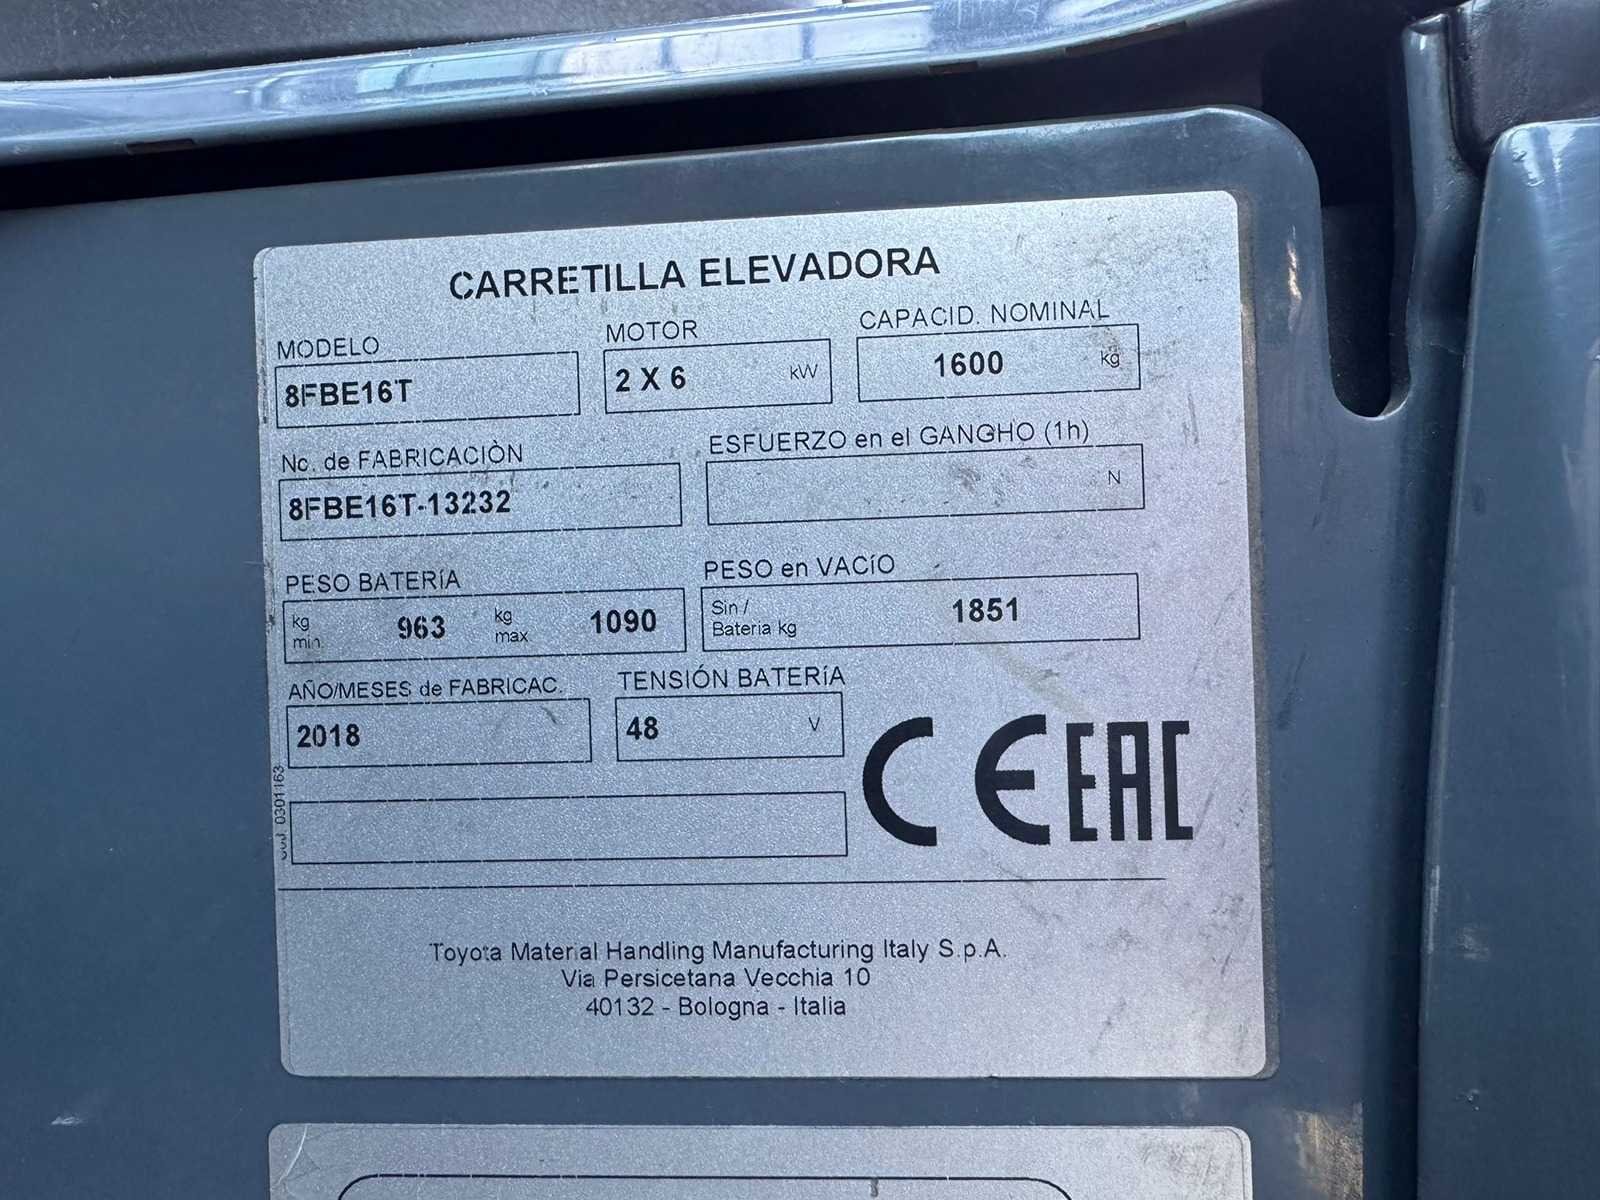 CARRETILLA ELEVADORA
MODELO
8FBE16T
MOTOR
2 X 6 kW
CAPACID. NOMINAL
1600 kg
No. de FABRICACIÒN
8FBE16T-13232
ESFUERZO en el GANGHO (1h)
N
PESO BATERíA
kg min. 963 kg max 1090
PESO en VACíO
Sin / Bateria kg 1851
AÑO/MESES de FABRICAC.
2018
TENSIÓN BATERíA
48 V
CE EAC
0301163
Toyota Material Handling Manufacturing Italy S.p.A.
Via Persicetana Vecchia 10
40132 - Bologna - Italia